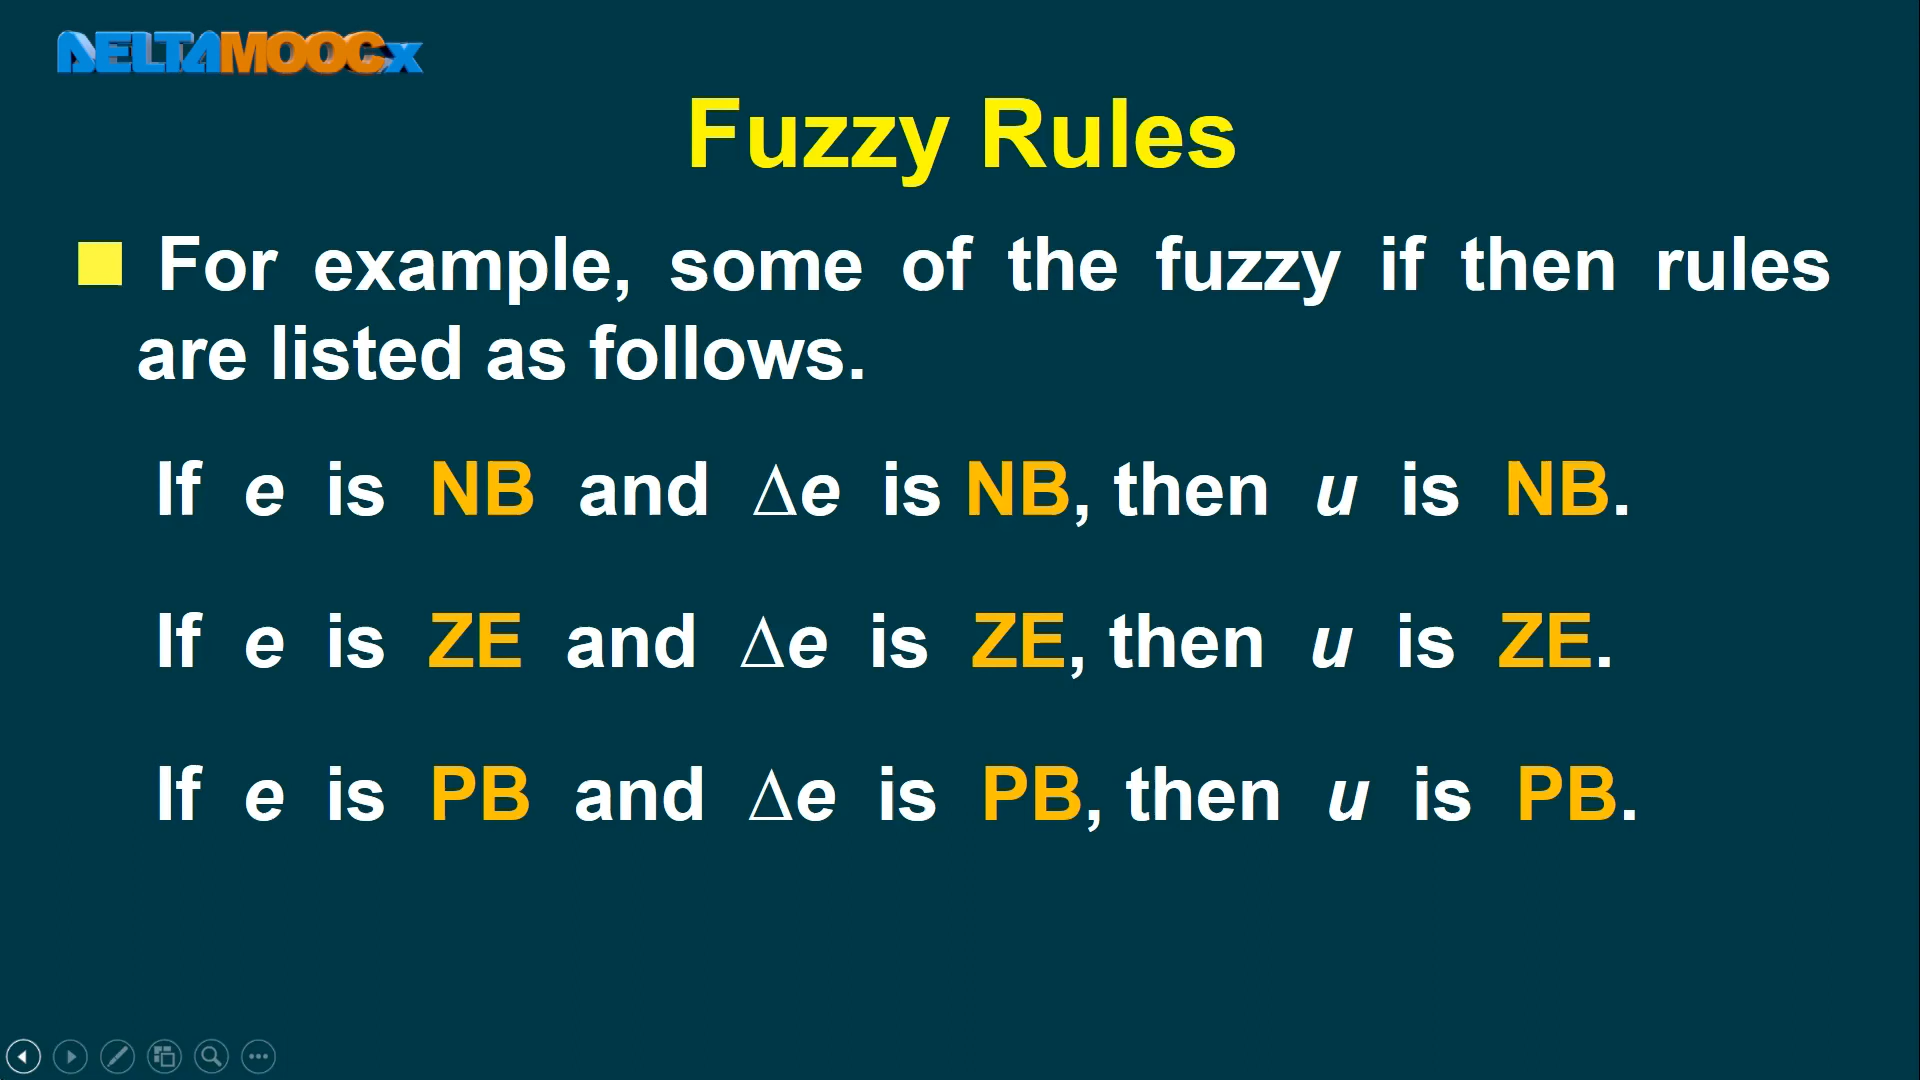 DELTAMOOCx
Fuzzy Rules
For example, some of the fuzzy if then rules
are listed as follows.
If e is NB and Δe is NB, then u is NB.
If e is ZE and Δe is ZE, then u is ZE.
If e is PB and Δe is PB, then u is PB.